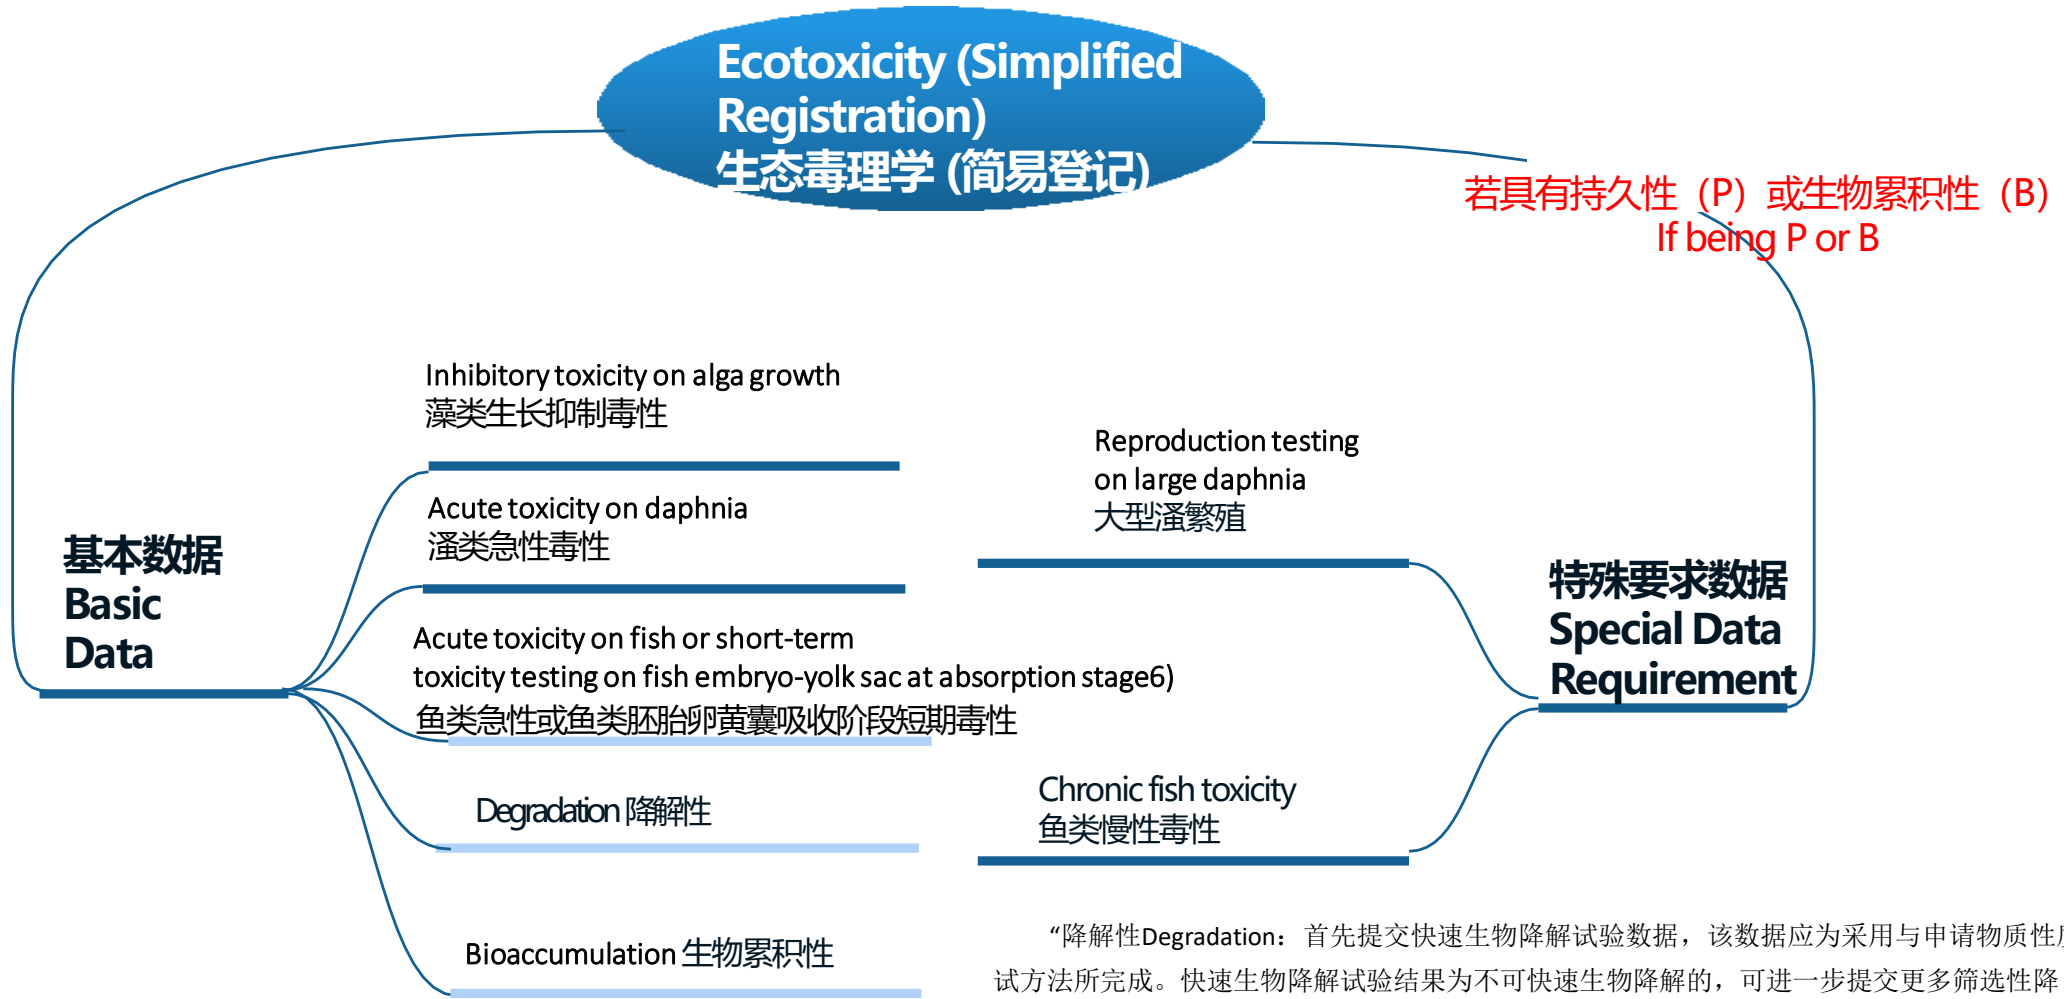 Ecotoxicity (Simplified
Registration)
生态毒理学 (简易登记)
若具有持久性（P）或生物累积性（B）
If being P or B
Inhibitory toxicity on alga growth
藻类生长抑制毒性
Acute toxicity on daphnia
溞类急性毒性
基本数据
Basic
Data
Acute toxicity on fish or short-term
toxicity testing on fish embryo-yolk sac at absorption stage6)
鱼类急性或鱼类胚胎卵黄囊吸收阶段短期毒性
Degradation 降解性
Bioaccumulation 生物累积性
Reproduction testing
on large daphnia
大型溞繁殖
特殊要求数据
Special Data
Requirement
Chronic fish toxicity
鱼类慢性毒性
“降解性Degradation：首先提交快速生物降解试验数据，该数据应为采用与申请物质性
试方法所完成。快速生物降解试验结果为不可快速生物降解的，可进一步提交更多筛选性降